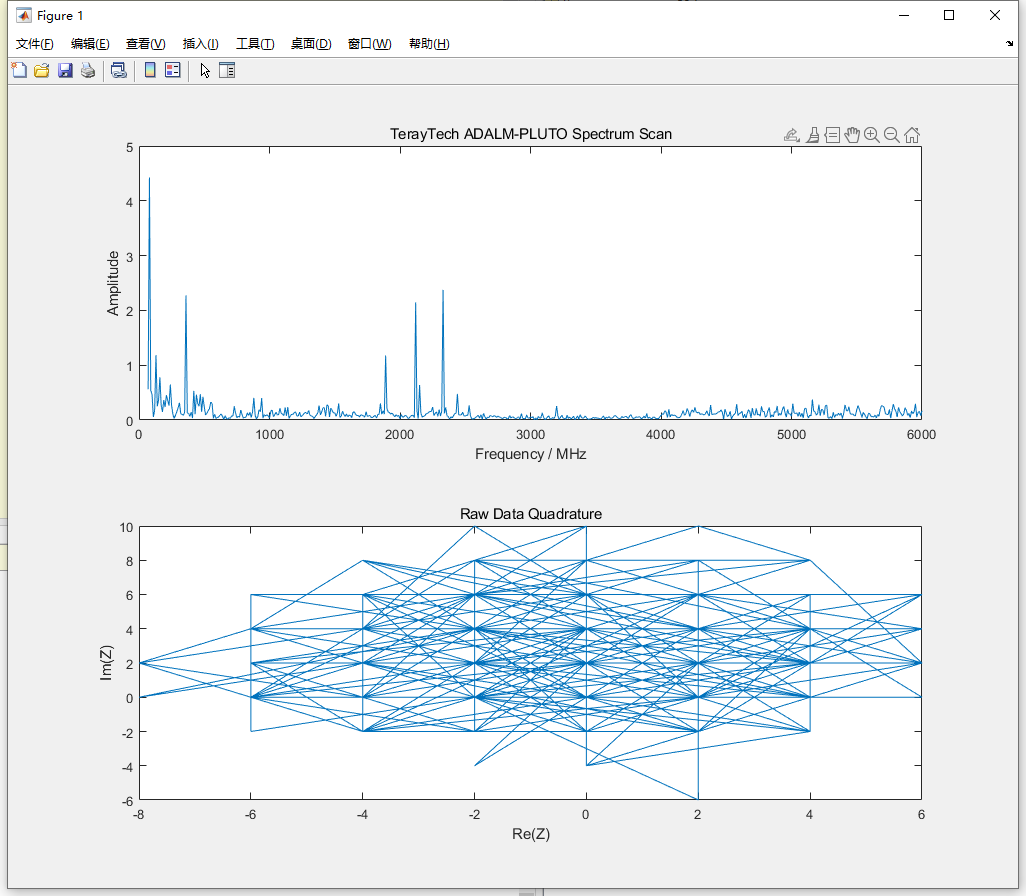 Figure 1
文件(F) 编辑(E) 查看(V) 插入(I) 工具(T) 桌面(D) 窗口(W) 帮助(H)
TerayTech ADALM-PLUTO Spectrum Scan
5
4
3
2
1
0
Amplitude
0 1000 2000 3000 4000 5000 6000
Frequency / MHz
Raw Data Quadrature
10
8
6
4
2
0
-2
-4
-6
Im(Z)
-8 -6 -4 -2 0 2 4 6
Re(Z)